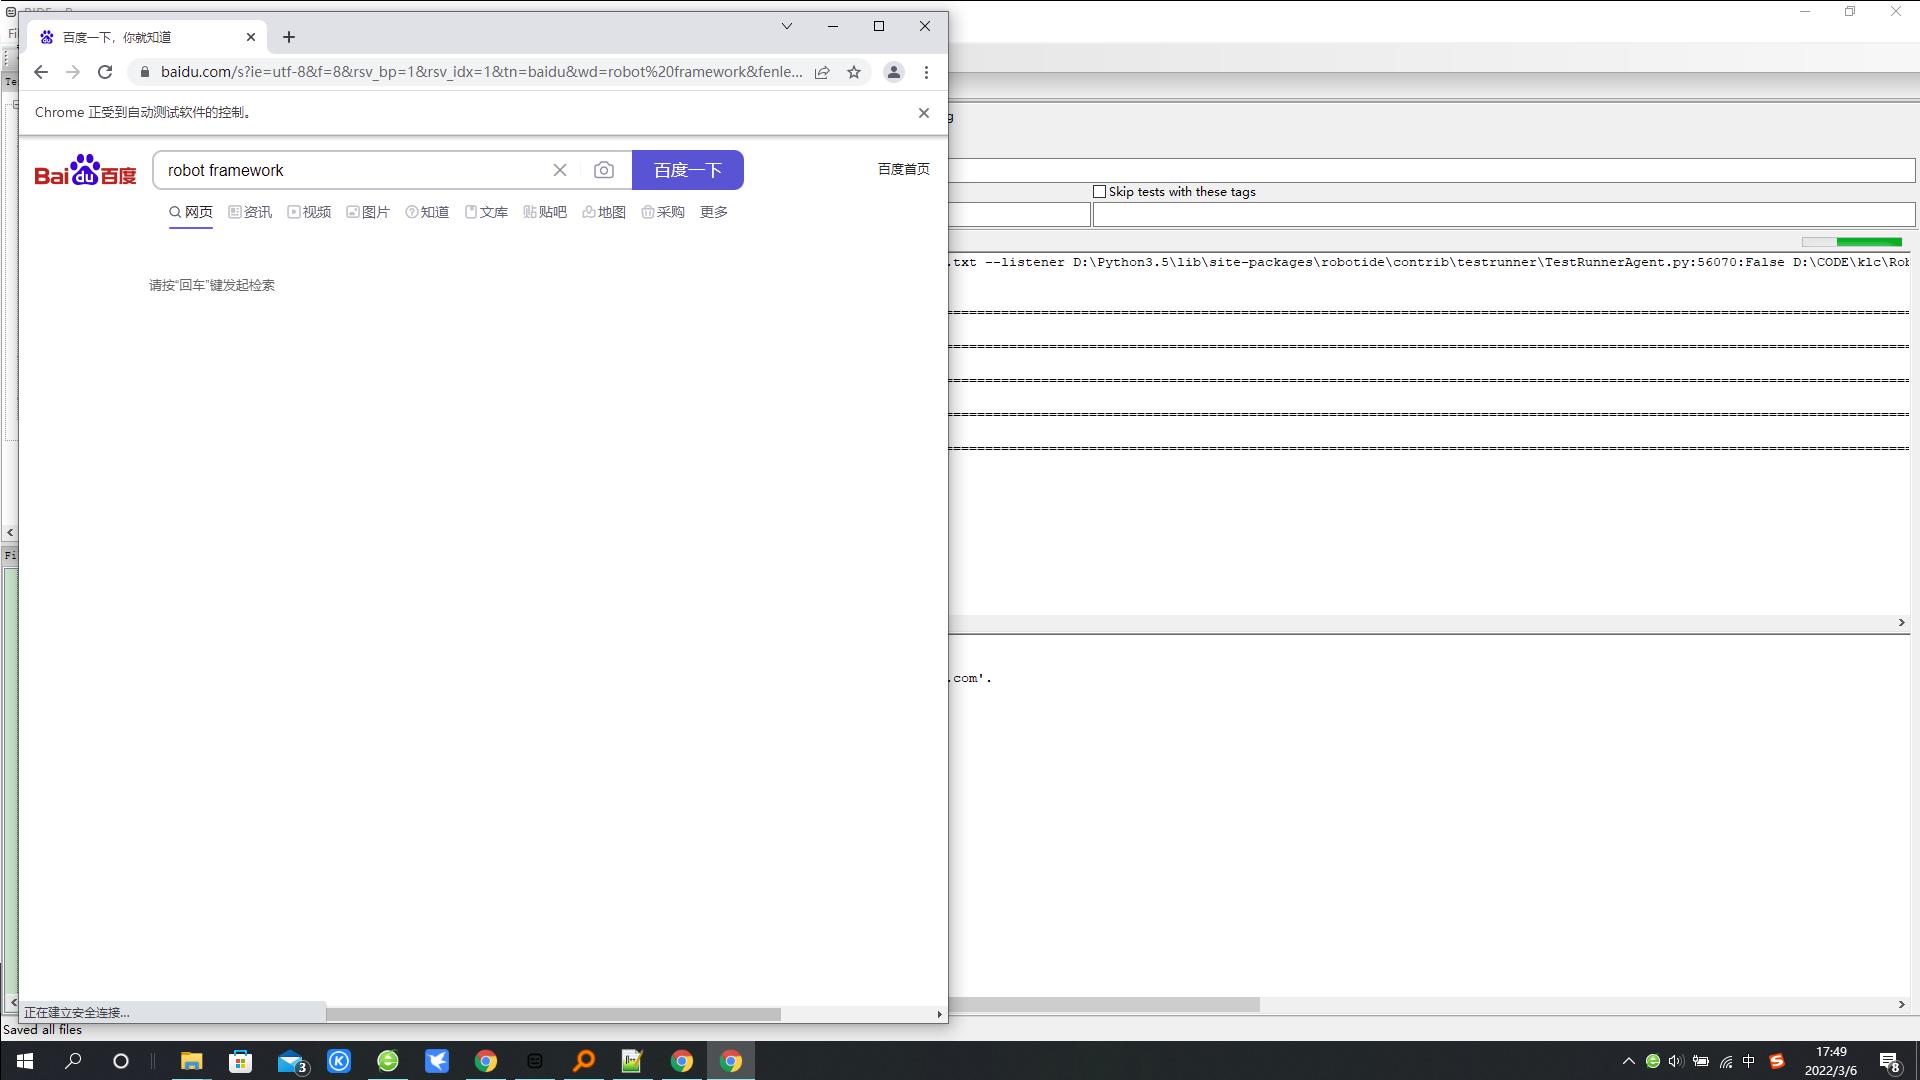 百度一下，你就知道
baidu.com/s?ie=utf-8&f=8&rsv_bp=1&rsv_idx=1&tn=baidu&wd=robot%20framework&fenle...
Chrome 正受到自动测试软件的控制。
Bai du 百度
robot framework
百度一下
百度首页
网页 资讯 视频 图片 知道 文库 贴吧 地图 采购 更多
请按“回车”键发起检索
正在建立安全连接...
Skip tests with these tags
.txt --listener D:\Python3.5\lib\site-packages\robotide\contrib\testrunner\TestRunnerAgent.py:56070:False D:\CODE\klc\Rob
.com'.
Te
Fi
Saved all files
3
中
17:49
2022/3/6
8